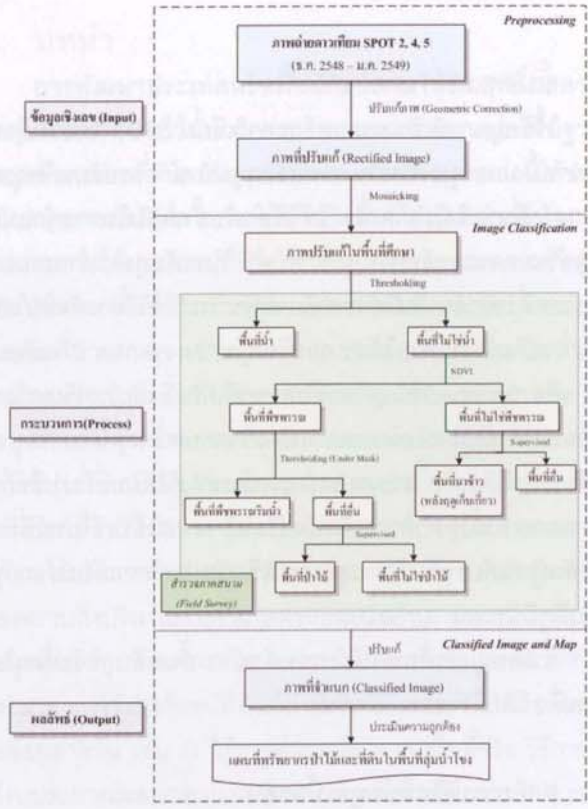 Preprocessing
ภาพถ่ายดาวเทียม SPOT 2, 4, 5
(ธ.ค. 2548 – ม.ค. 2549)
ข้อมูลเชิงเลข (Input)
ปรับแก้ภาพ (Geometric Correction)
ภาพที่ปรับแก้ (Rectified Image)
Mosaicking
Image Classification
ภาพปรับแก้ในพื้นที่ศึกษา
Thresholding
พื้นที่น้ำ
พื้นที่ไม่ใช่น้ำ
NDVI
กระบวนการ(Process)
พื้นที่พืชพรรณ
พื้นที่ไม่ใช่พืชพรรณ
Thresholding (Under Mask)
Supervised
พื้นที่นาข้าว
(หลังฤดูเก็บเกี่ยว)
พื้นที่อื่น
พื้นที่พืชพรรณในน้ำ
พื้นที่อื่น
Supervised
พื้นที่ป่าไม้
พื้นที่ไม่ใช่ป่าไม้
สำรวจภาคสนาม
(Field Survey)
Classified Image and Map
ปรับแก้
ภาพที่จำแนก (Classified Image)
ผลลัพธ์ (Output)
ประเมินความถูกต้อง
แผนที่ทรัพยากรป่าไม้และที่ดินในพื้นที่ลุ่มน้ำโขง